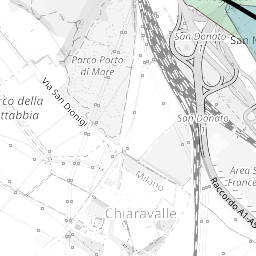 San Donato
San M
Parco Porto
di Mare
rco della
ttabbia
Via San Dionigi
San Donato
Milano
Area S
"France
Raccordo A1-A5
Chiaravalle